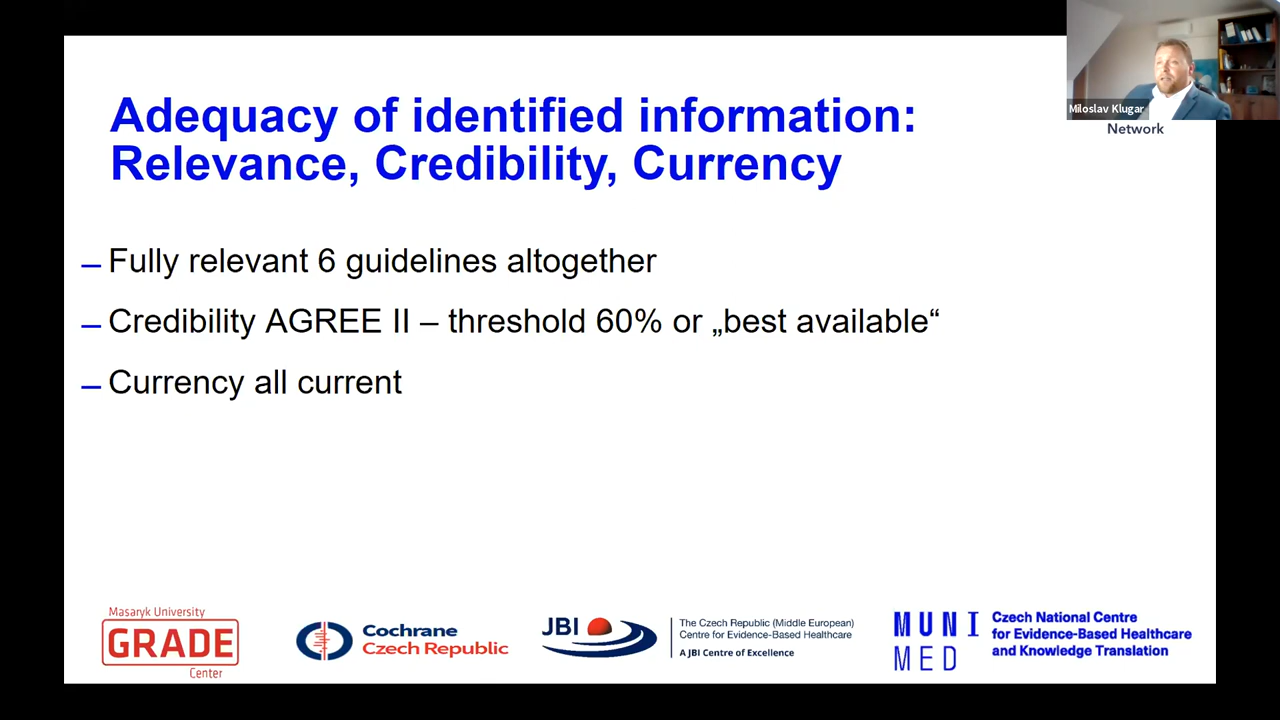 Adequacy of identified information:
Relevance, Credibility, Currency
– Fully relevant 6 guidelines altogether
– Credibility AGREE II – threshold 60% or „best available“
– Currency all current
Miloslav Klugar
Network
Masaryk University
GRADE
Center
Cochrane
Czech Republic
JBI
The Czech Republic (Middle European)
Centre for Evidence-Based Healthcare
A JBI Centre of Excellence
MUNI
MED
Czech National Centre
for Evidence-Based Healthcare
and Knowledge Translation